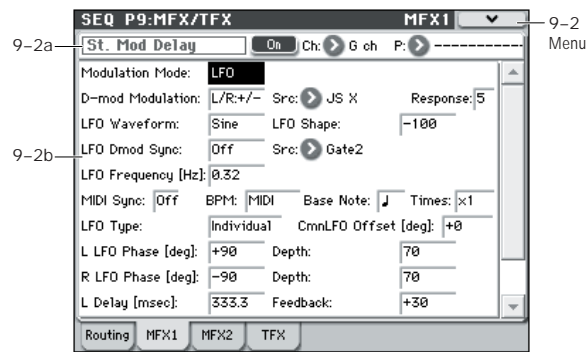 SEQ P9:MFX/TFX MFX1
9–2 Menu
9–2a
St. Mod Delay On Ch: G ch P: ------------
Modulation Mode: LFO
D-mod Modulation: L/R:+/- Src: JS X Response: 5
LFO Waveform: Sine LFO Shape: -100
9–2b
LFO Dmod Sync: Off Src: Gate2
LFO Frequency [Hz]: 0.32
MIDI Sync: Off BPM: MIDI Base Note: ♩ Times: x1
LFO Type: Individual CmnLFO Offset [deg]: +0
L LFO Phase [deg]: +90 Depth: 70
R LFO Phase [deg]: -90 Depth: 70
L Delay [msec]: 333.3 Feedback: +30
Routing MFX1 MFX2 TFX